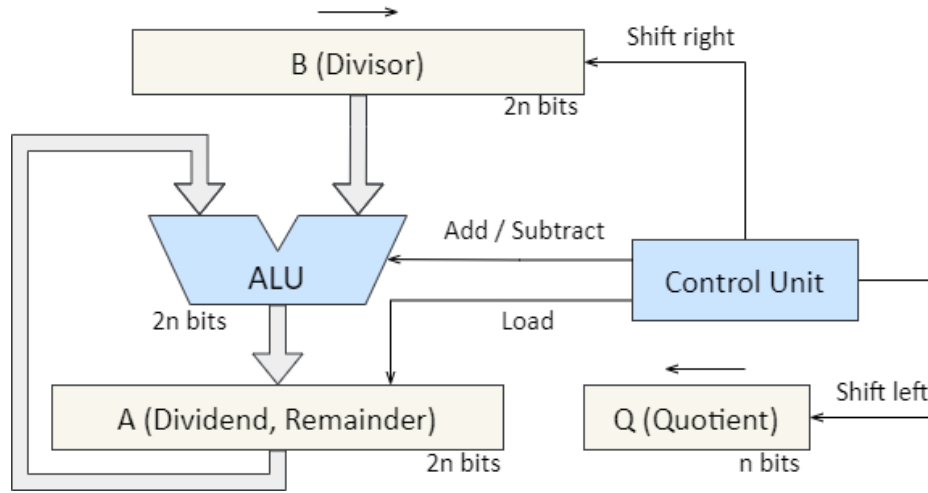 Shift right
B (Divisor)
2n bits
Add / Subtract
ALU
Control Unit
2n bits
Load
Shift left
A (Dividend, Remainder)
Q (Quotient)
2n bits
n bits